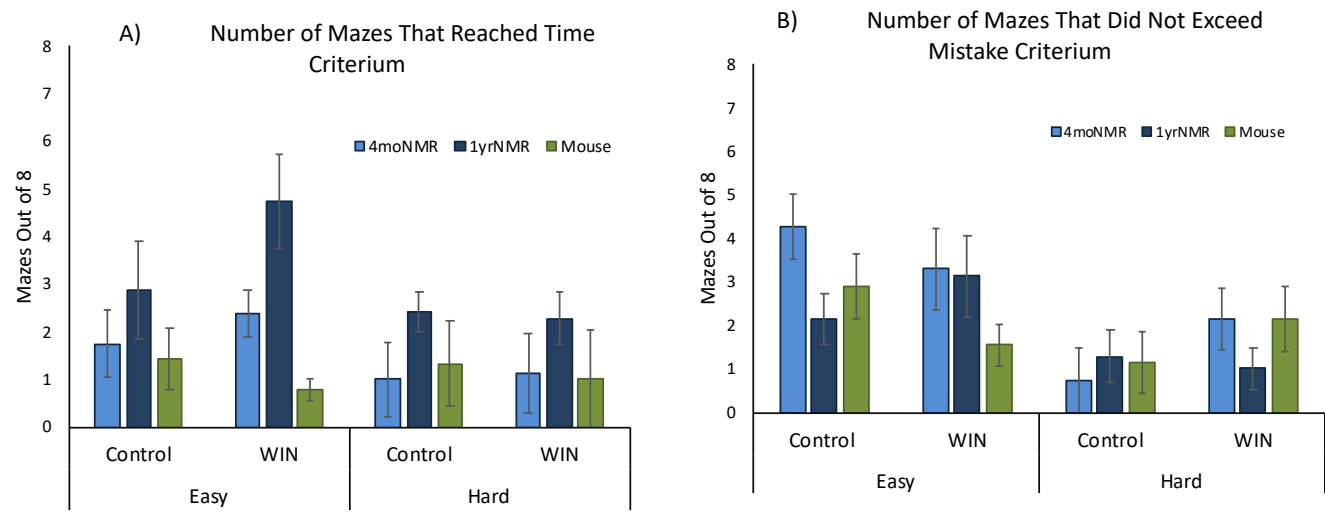 A) Number of Mazes That Reached Time
Criterium
8
7
6
5
4
3
2
1
0
Mazes Out of 8
4moNMR 1yrNMR Mouse
Control WIN Control WIN
Easy Hard
B) Number of Mazes That Did Not Exceed
Mistake Criterium
8
7
6
5
4
3
2
1
0
Mazes Out of 8
4moNMR 1yrNMR Mouse
Control WIN Control WIN
Easy Hard